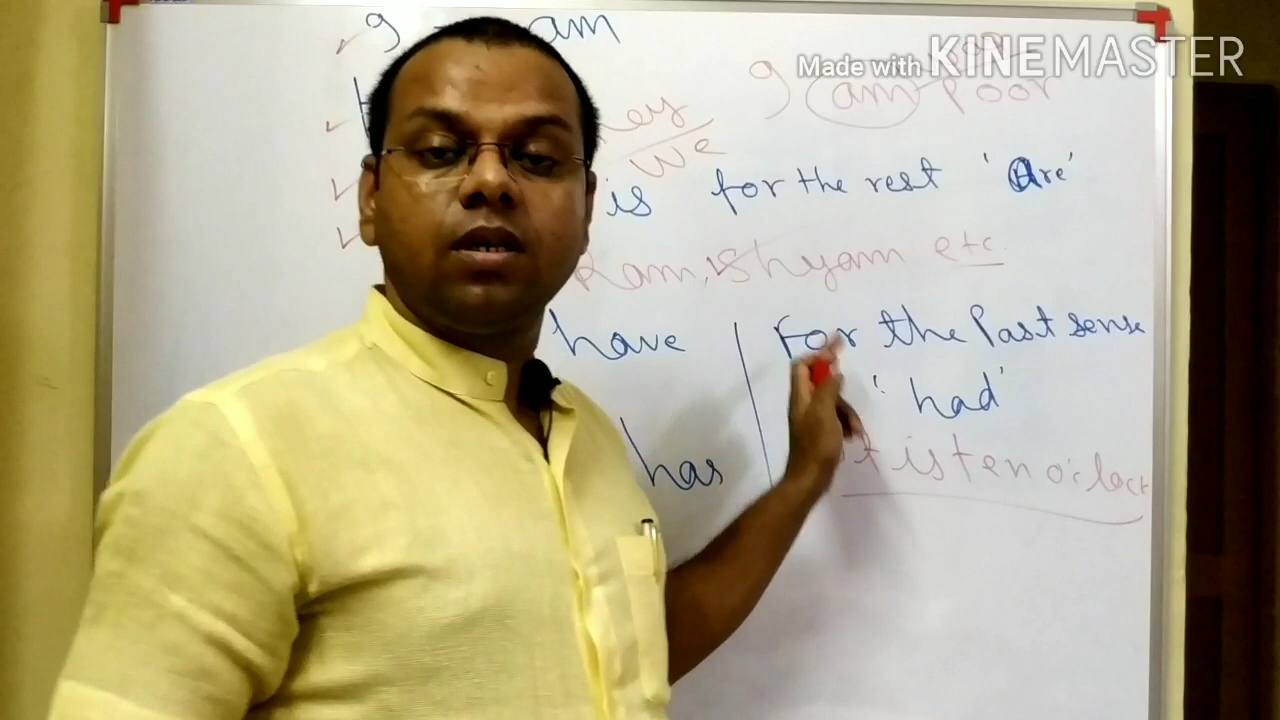 I am
Made with KINEMASTER
I am poor
hey
We
is for the rest 'Are'
Ram, Shyam etc.
have
For the Past sense
'had'
has
It is ten o'clock